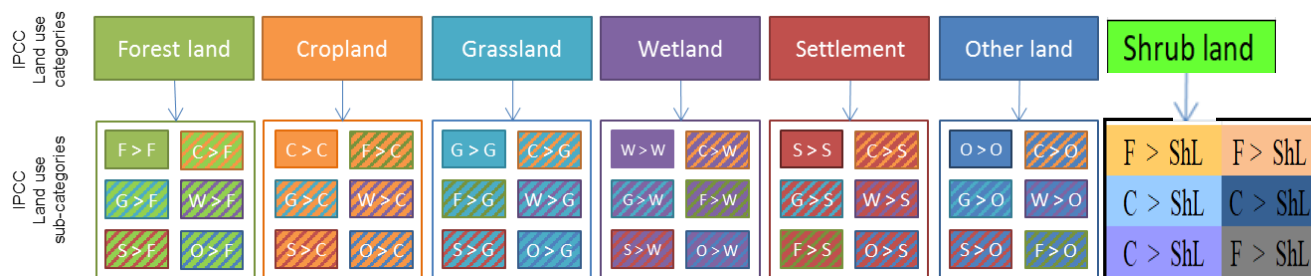 IPCC
Land use
categories
Forest land
Cropland
Grassland
Wetland
Settlement
Other land
Shrub land
IPCC
Land use
sub-categories
F > F C > F
G > F W > F
S > F O > F
C > C F > C
G > C W > C
S > C O > C
G > G C > G
F > G W > G
S > G O > G
W > W C > W
G > W F > W
S > W O > W
S > S C > S
G > S W > S
F > S O > S
O > O C > O
G > O W > O
S > O F > O
F > ShL F > ShL
C > ShL C > ShL
C > ShL F > ShL